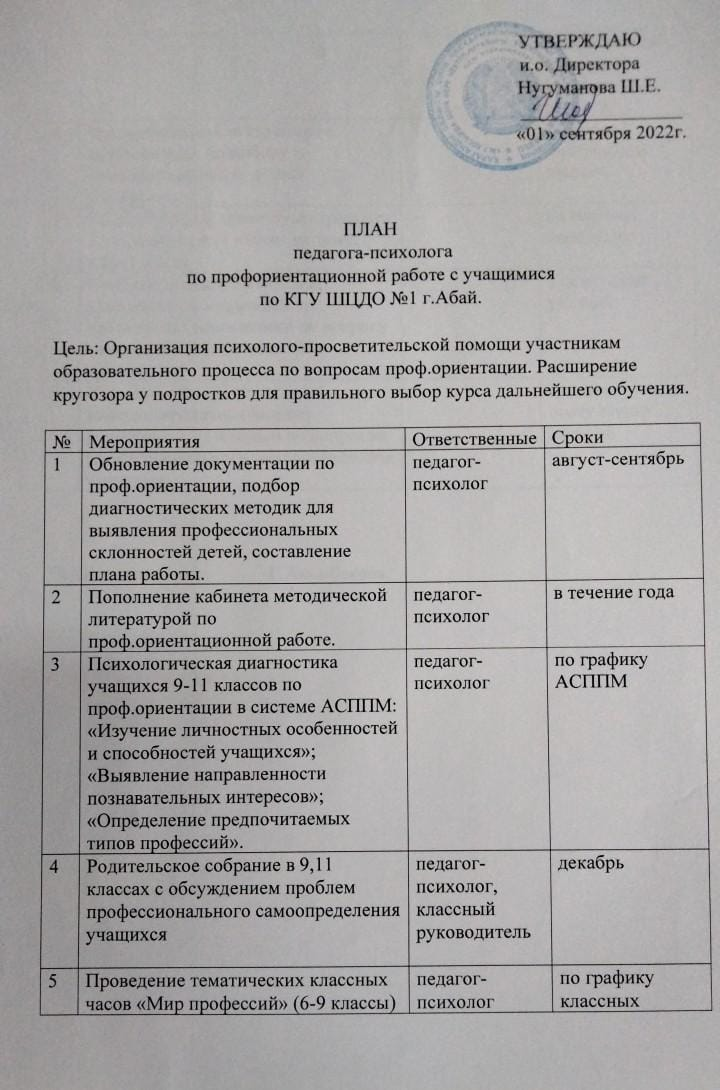 УТВЕРЖДАЮ
и.о. Директора
Нугуманова Ш.Е.
«01» сентября 2022г.
ПЛАН
педагога-психолога
по профориентационной работе с учащимися
по КГУ ШЦДО №1 г.Абай.
Цель: Организация психолого-просветительской помощи участникам
образовательного процесса по вопросам проф.ориентации. Расширение
кругозора у подростков для правильного выбор курса дальнейшего обучения.
№ Мероприятия Ответственные Сроки
1 Обновление документации по педагог- август-сентябрь
проф.ориентации, подбор психолог
диагностических методик для
выявления профессиональных
склонностей детей, составление
плана работы.
2 Пополнение кабинета методической педагог- в течение года
литературой по психолог
проф.ориентационной работе.
3 Психологическая диагностика педагог- по графику
учащихся 9-11 классов по психолог АСППМ
проф.ориентации в системе АСППМ:
«Изучение личностных особенностей
и способностей учащихся»;
«Выявление направленности
познавательных интересов»;
«Определение предпочитаемых
типов профессий».
4 Родительское собрание в 9,11 педагог- декабрь
классах с обсуждением проблем психолог,
профессионального самоопределения классный
учащихся руководитель
5 Проведение тематических классных педагог- по графику
часов «Мир профессий» (6-9 классы) психолог классных